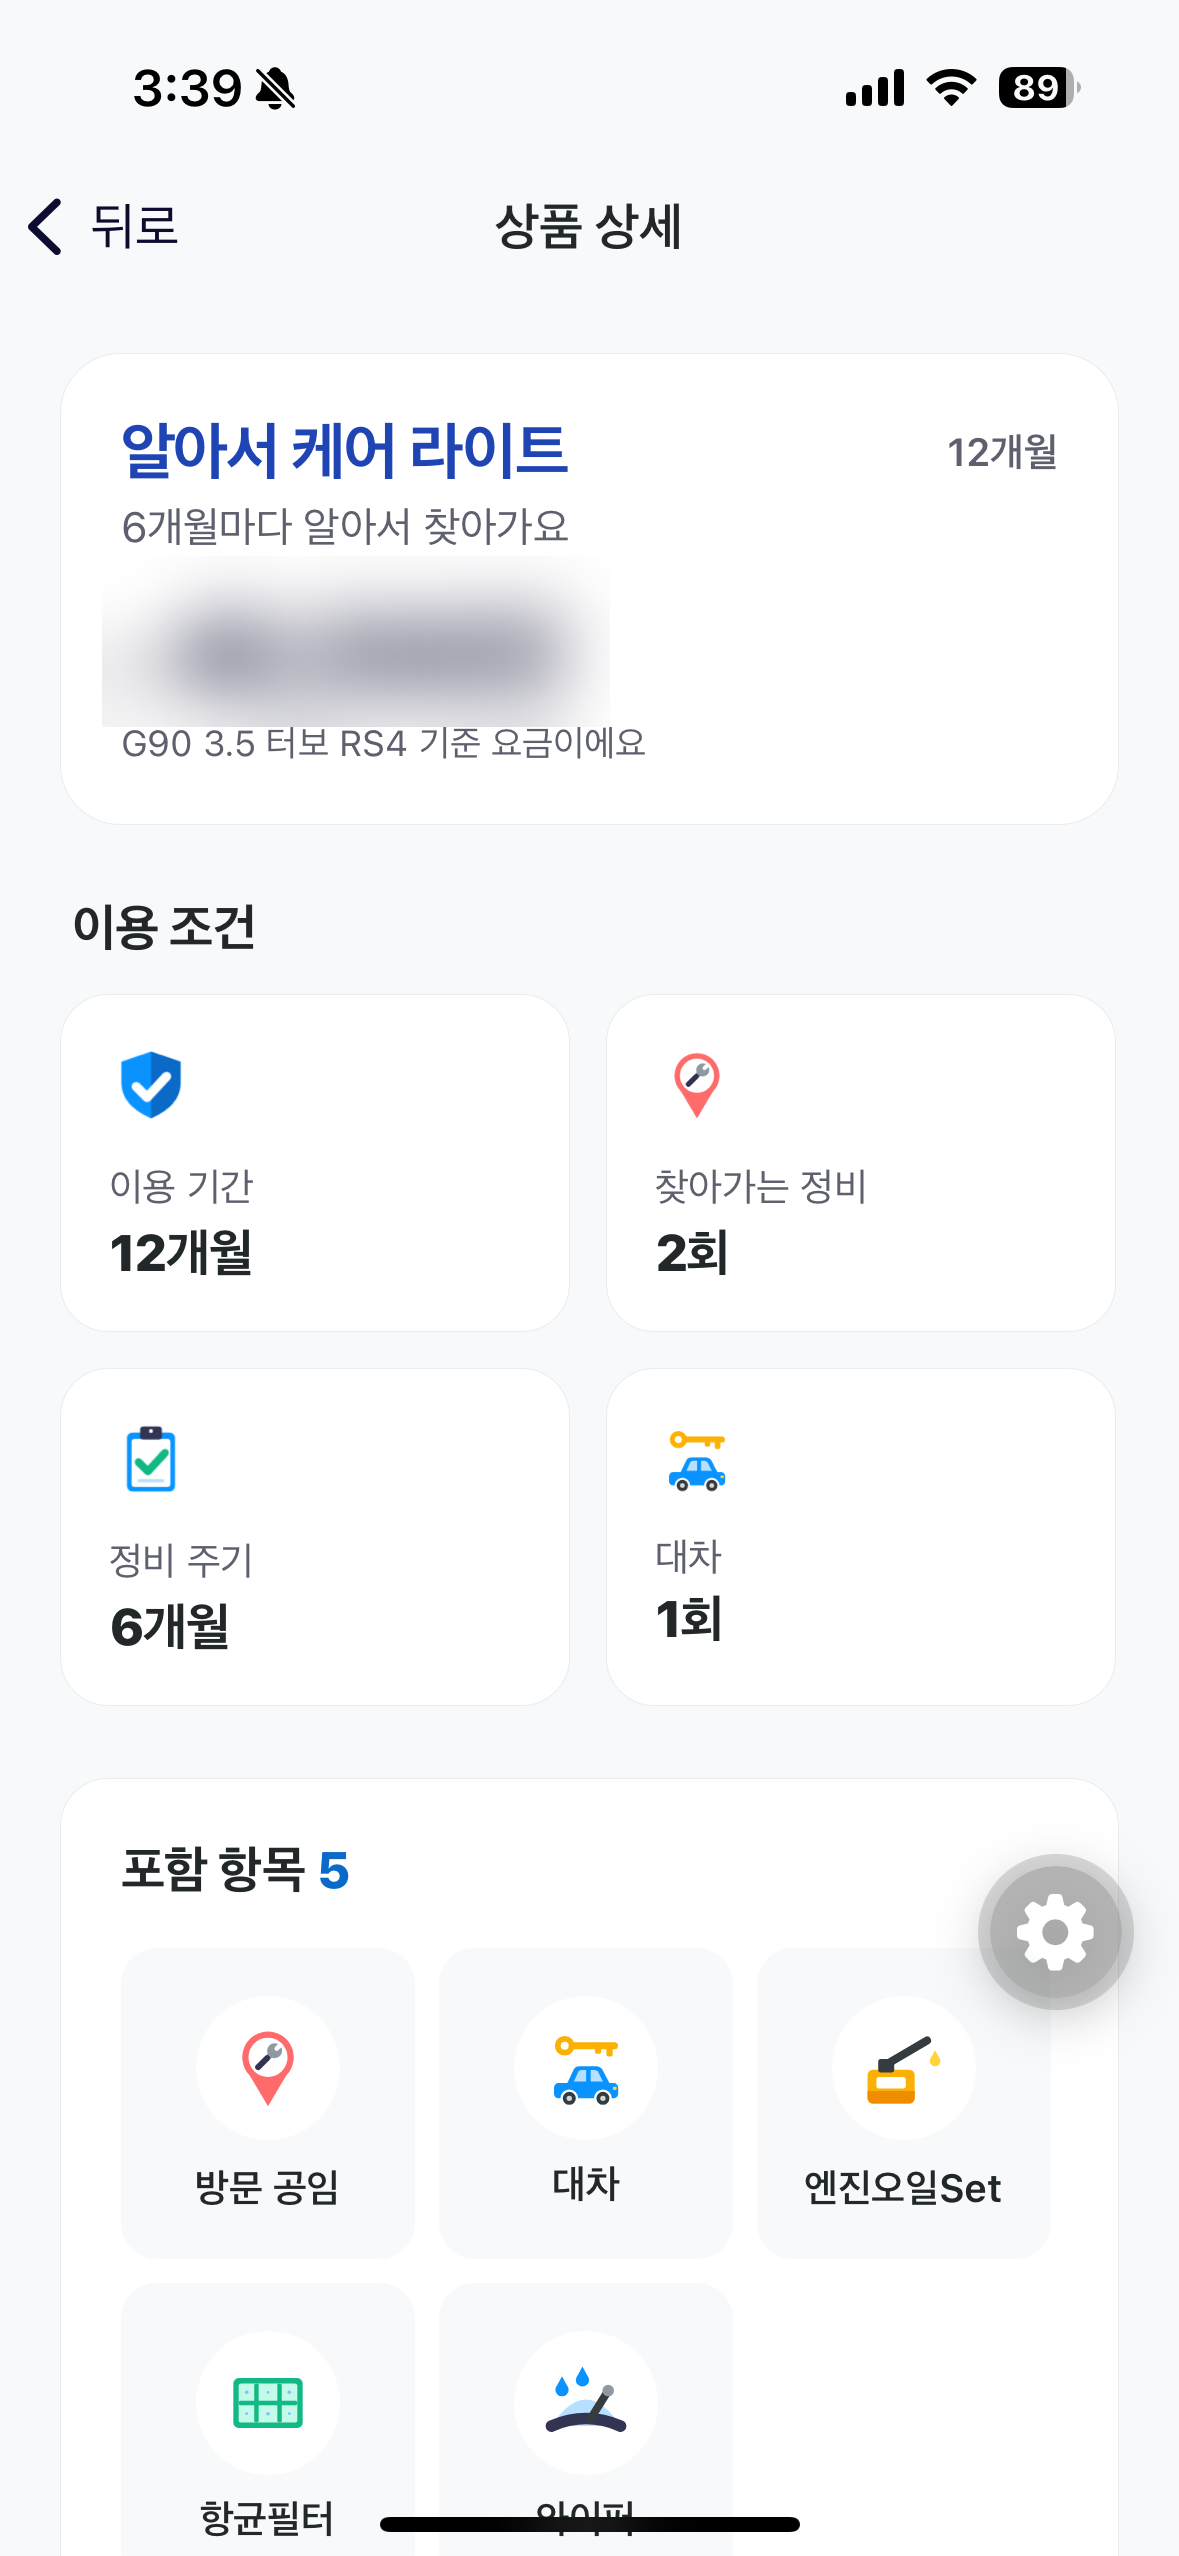 3:39
89
뒤로
상품 상세
알아서 케어 라이트
12개월
6개월마다 알아서 찾아가요
G90 3.5 터보 RS4 기준 요금이에요
이용 조건
이용 기간
12개월
찾아가는 정비
2회
정비 주기
6개월
대차
1회
포함 항목 5
방문 공임
대차
엔진오일Set
항균필터
와이퍼